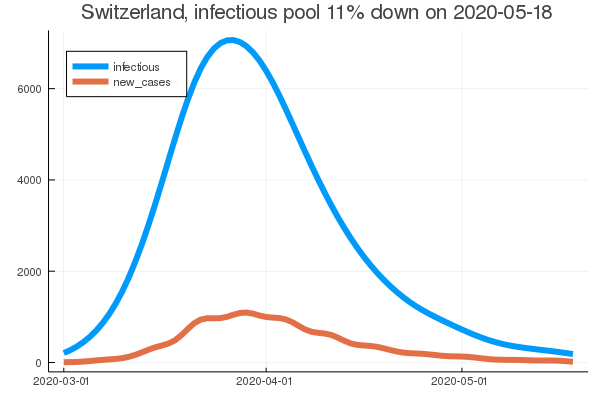 Switzerland, infectious pool 11% down on 2020-05-18
infectious
new_cases
6000
4000
2000
0
2020-03-01
2020-04-01
2020-05-01